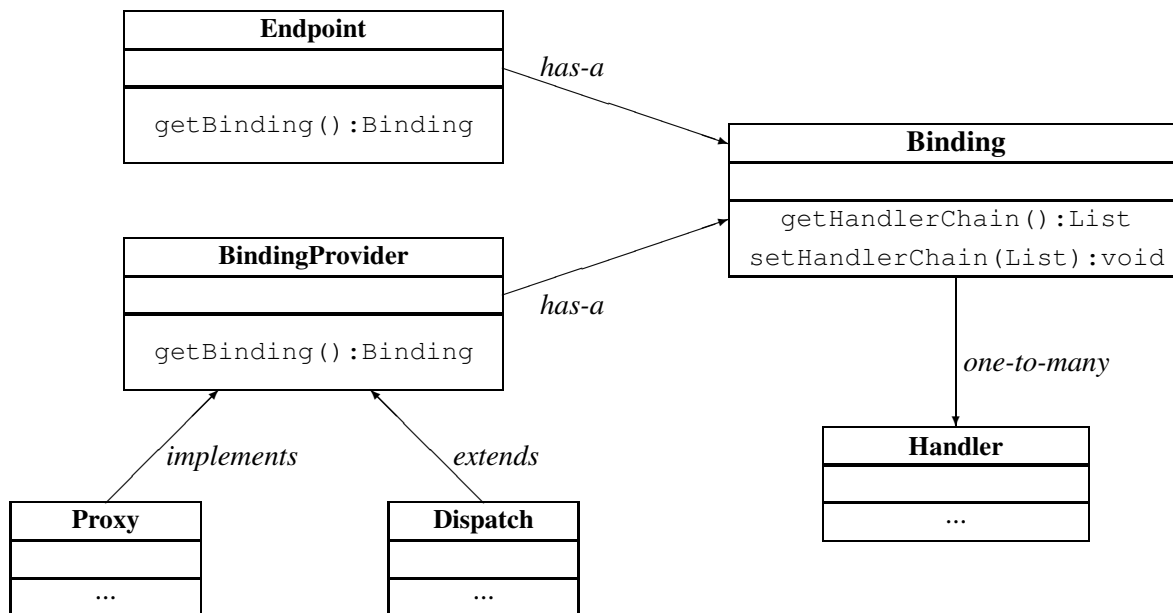 Endpoint
getBinding():Binding
has-a
Binding
getHandlerChain():List
setHandlerChain(List):void
BindingProvider
getBinding():Binding
has-a
one-to-many
implements
extends
Handler
...
Proxy
...
Dispatch
...